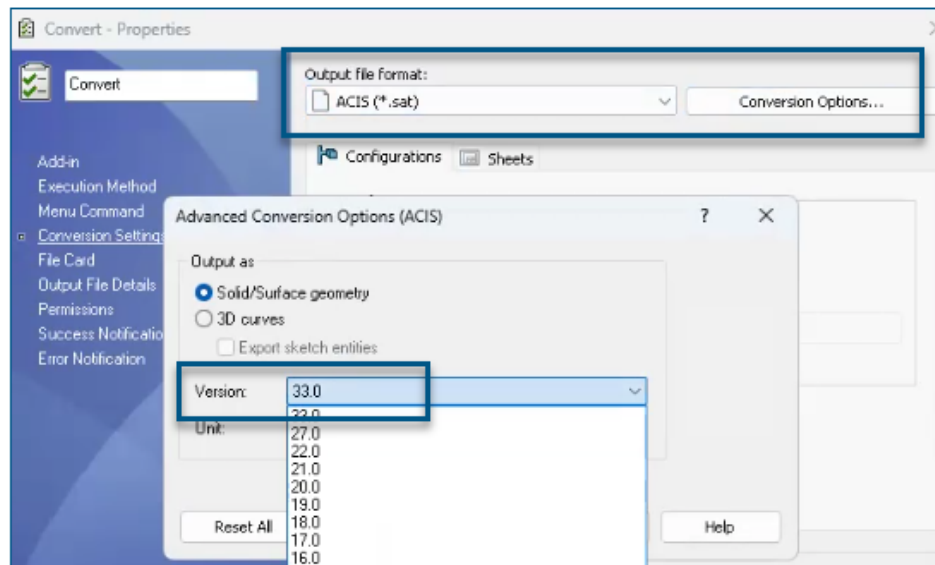 Convert - Properties
Convert
Output file format:
ACIS (*.sat)
Conversion Options...
Configurations
Sheets
Add-in
Execution Method
Menu Command
Conversion Settings
File Card
Output File Details
Permissions
Success Notificatio
Error Notification
Advanced Conversion Options (ACIS)
?
Output as
Solid/Surface geometry
3D curves
Export sketch entities
Version:
33.0
Unit:
33.0
27.0
22.0
21.0
20.0
19.0
18.0
17.0
16.0
Reset All
Help